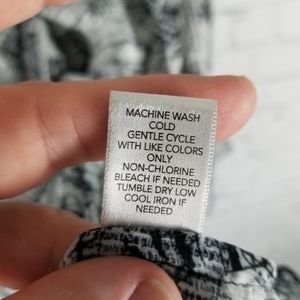 MACHINE WASH
COLD
GENTLE CYCLE
WITH LIKE COLORS
ONLY
NON-CHLORINE
BLEACH IF NEEDED
TUMBLE DRY LOW
COOL IRON IF
NEEDED